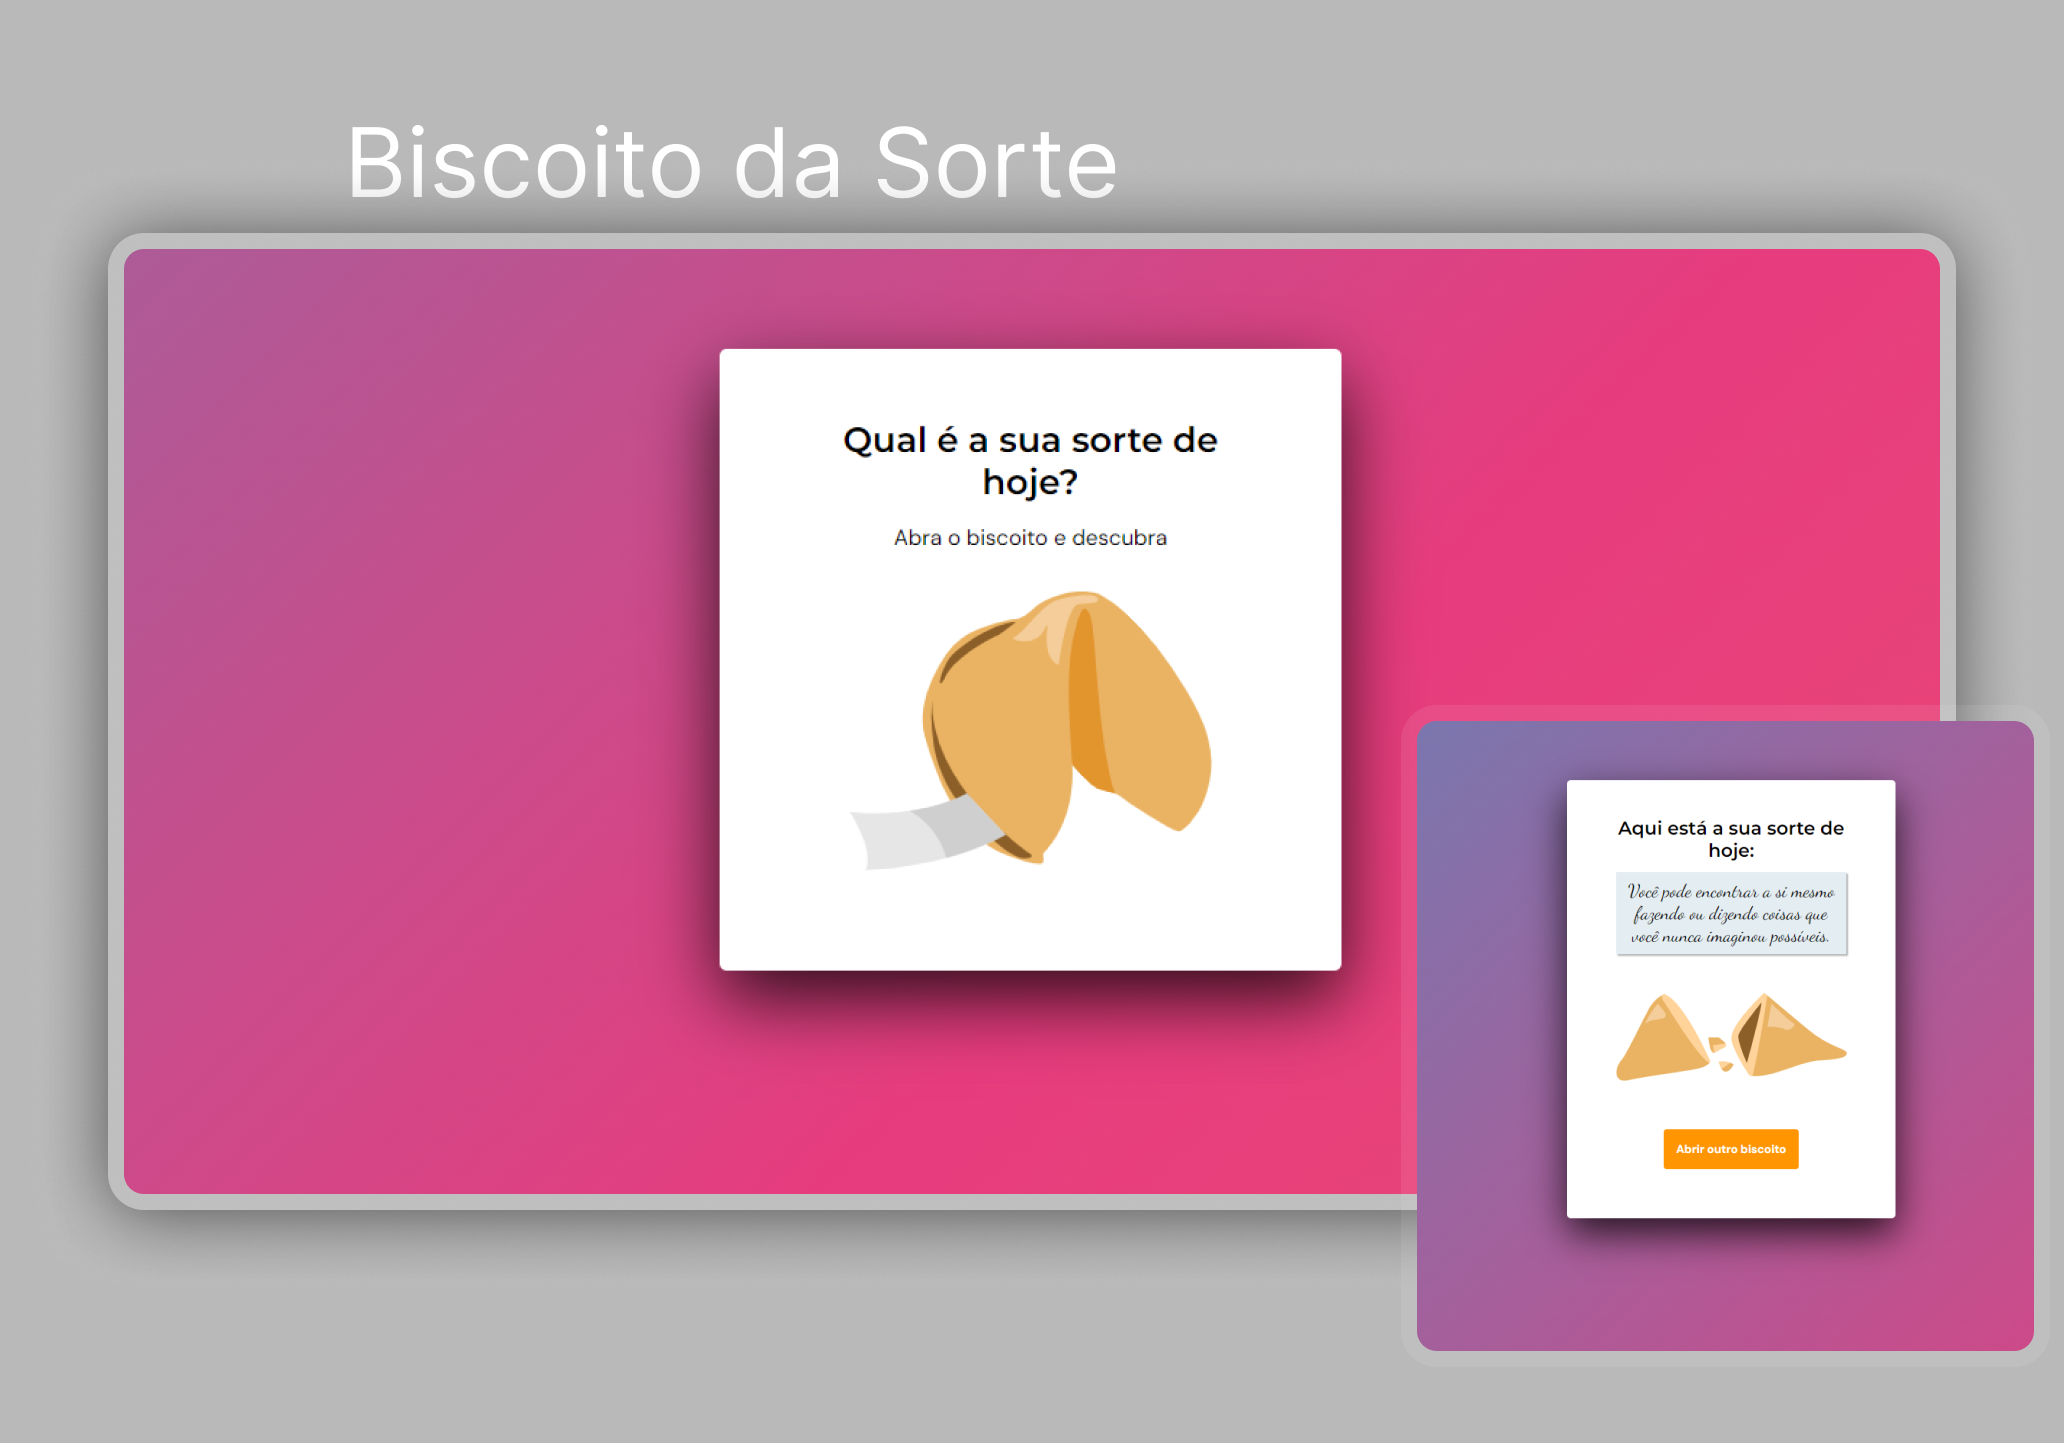 Biscoito da Sorte
Qual é a sua sorte de
hoje?
Abra o biscoito e descubra
Aqui está a sua sorte de
hoje:
Você pode encontrar a si mesmo
fazendo ou dizendo coisas que
você nunca imaginou possíveis.
Abrir outro biscoito